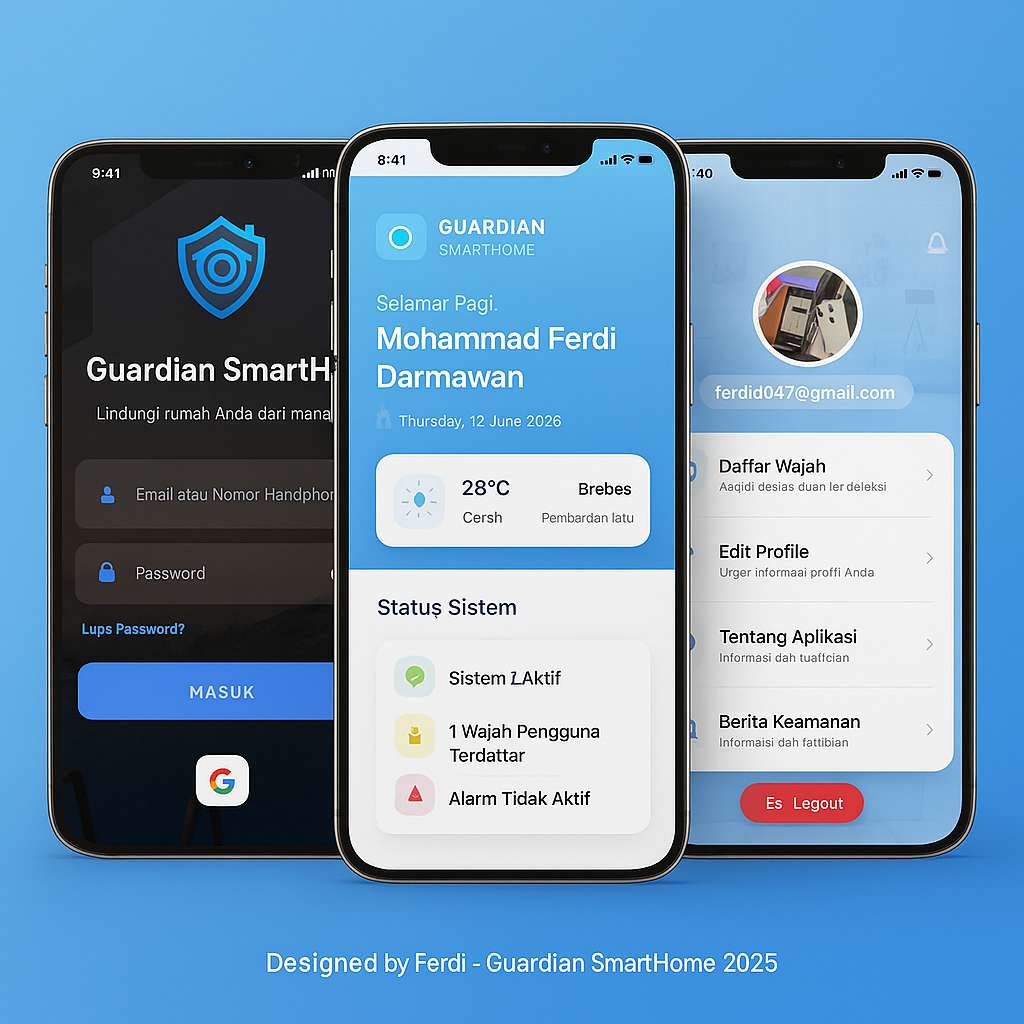 9:41
Guardian SmartH
Lindungi rumah Anda dari mana
Email atau Nomor Handphor
Password
Lups Password?
MASUK
G
8:41
GUARDIAN
SMARTHOME
Selamar Pagi.
Mohammad Ferdi
Darmawan
Thursday, 12 June 2026
28°C
Brebes
Cersh
Pembardan latu
Status Sistem
Sistem 1Aktif
1 Wajah Pengguna
Terdattar
Alarm Tidak Aktif
:40
ferdid047@gmail.com
Daffar Wajah
Aaqidi desias duan ler deleksi
Edit Profile
Urger informaai proffi Anda
Tentang Aplikasi
Informasi dah tuaffcian
Berita Keamanan
Informaisi dah fattibian
Es Legout
Designed by Ferdi - Guardian SmartHome 2025